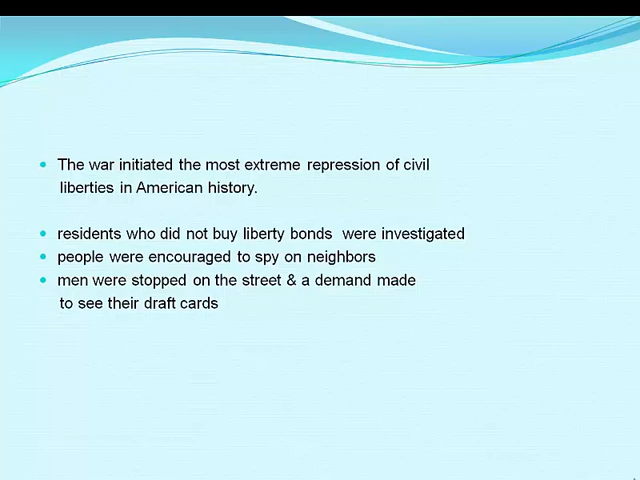 The war initiated the most extreme repression of civil
liberties in American history.
residents who did not buy liberty bonds were investigated
people were encouraged to spy on neighbors
men were stopped on the street & a demand made
to see their draft cards